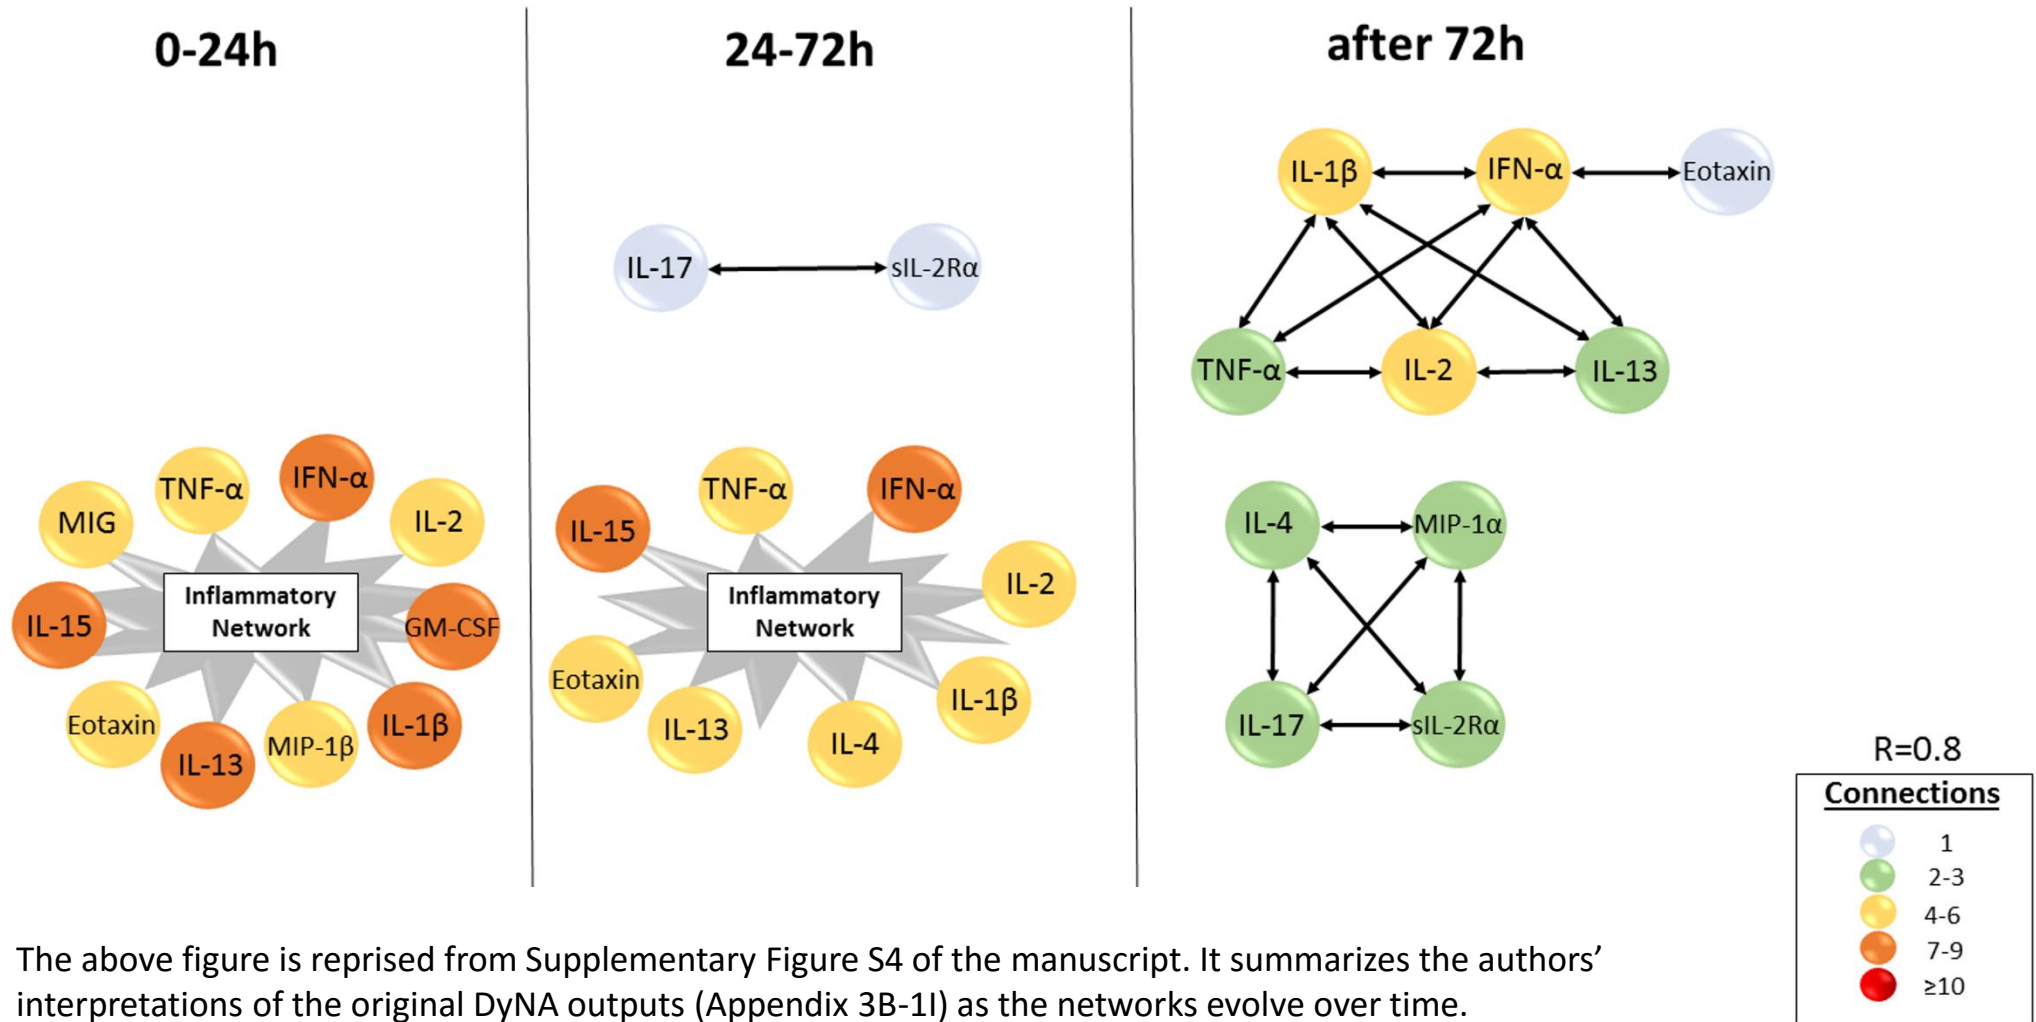 0-24h
24-72h
after 72h
IL-1β
IFN-α
Eotaxin
IL-17
sIL-2Rα
TNF-α
IL-2
IL-13
MIG
TNF-α
IFN-α
IL-2
IL-15
Inflammatory
Network
GM-CSF
Eotaxin
IL-13
MIP-1β
IL-1β
IL-15
TNF-α
IFN-α
IL-2
Inflammatory
Network
Eotaxin
IL-13
IL-4
IL-1β
IL-4
MIP-1α
IL-17
sIL-2Rα
R=0.8
Connections
1
2-3
4-6
7-9
≥10
The above figure is reprised from Supplementary Figure S4 of the manuscript. It summarizes the authors’
interpretations of the original DyNA outputs (Appendix 3B-1I) as the networks evolve over time.